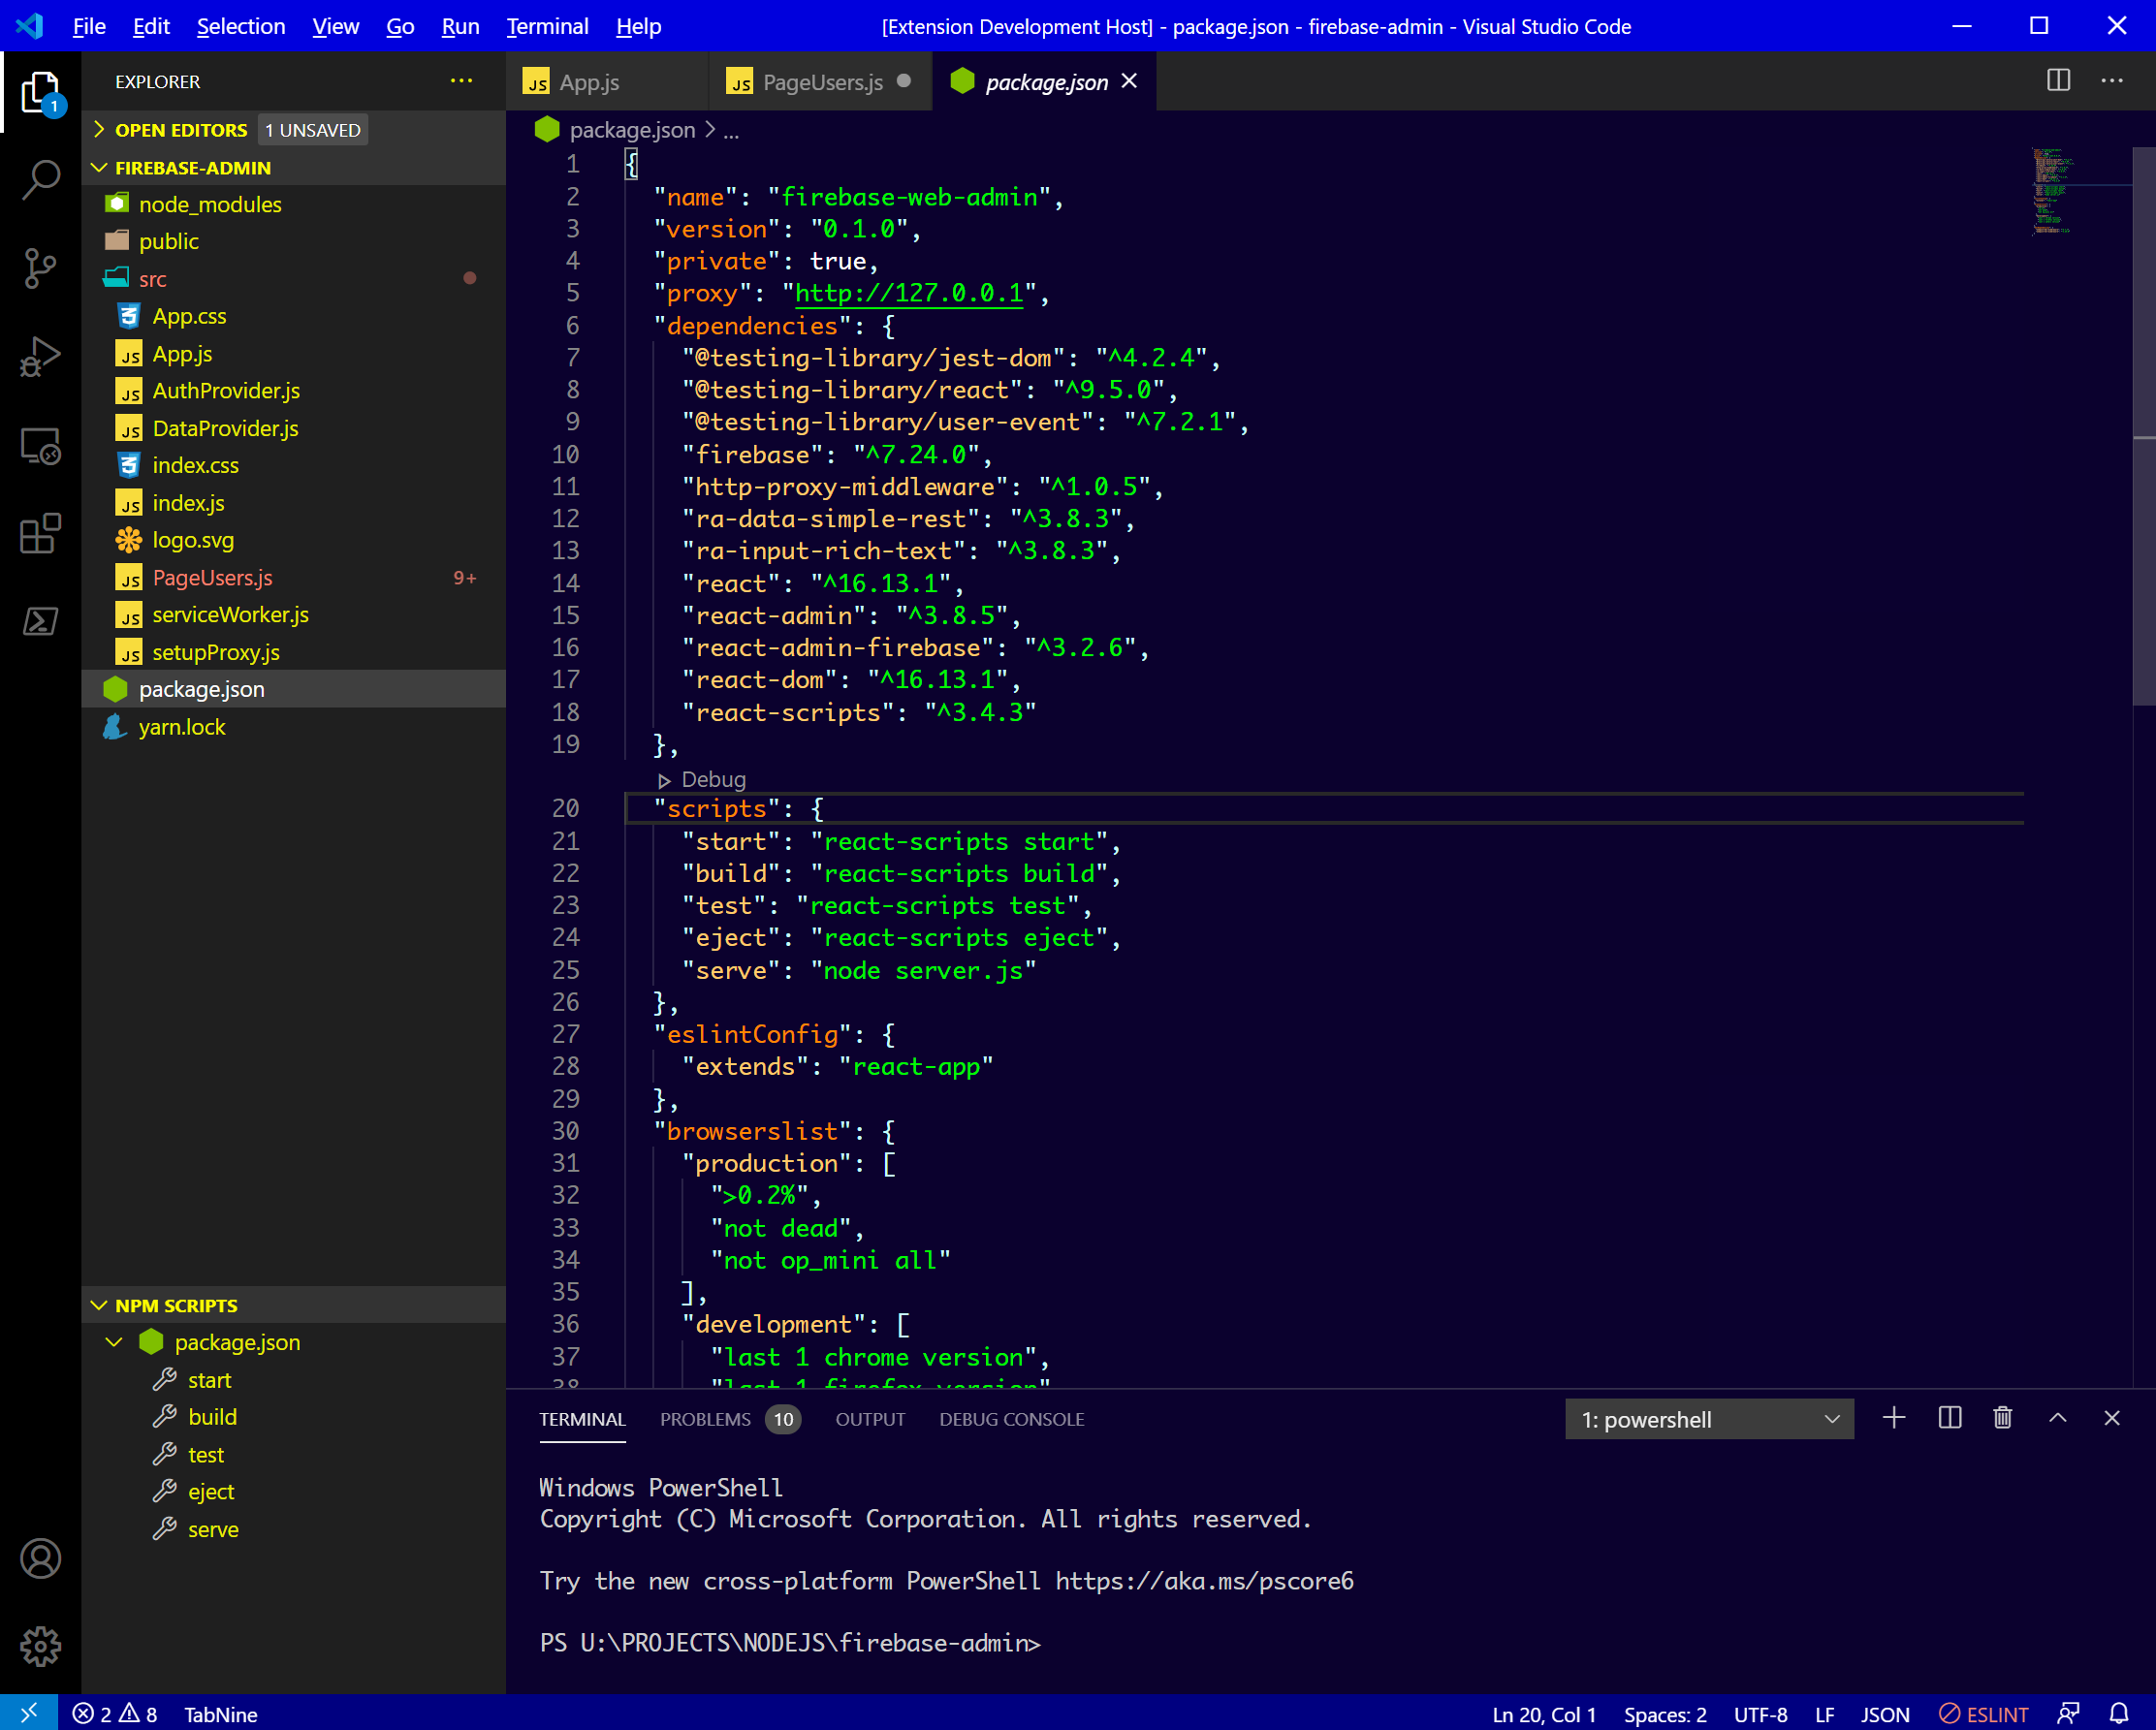 File Edit Selection View Go Run Terminal Help [Extension Development Host] - package.json - firebase-admin - Visual Studio Code
EXPLORER
1
OPEN EDITORS 1 UNSAVED
FIREBASE-ADMIN
node_modules
public
src
App.css
App.js
AuthProvider.js
DataProvider.js
index.css
index.js
logo.svg
PageUsers.js 9+
serviceWorker.js
setupProxy.js
package.json
yarn.lock
NPM SCRIPTS
package.json
start
build
test
eject
serve
JS App.js JS PageUsers.js package.json
package.json > ...
1 {
2 "name": "firebase-web-admin",
3 "version": "0.1.0",
4 "private": true,
5 "proxy": "http://127.0.0.1",
6 "dependencies": {
7 "@testing-library/jest-dom": "^4.2.4",
8 "@testing-library/react": "^9.5.0",
9 "@testing-library/user-event": "^7.2.1",
10 "firebase": "^7.24.0",
11 "http-proxy-middleware": "^1.0.5",
12 "ra-data-simple-rest": "^3.8.3",
13 "ra-input-rich-text": "^3.8.3",
14 "react": "^16.13.1",
15 "react-admin": "^3.8.5",
16 "react-admin-firebase": "^3.2.6",
17 "react-dom": "^16.13.1",
18 "react-scripts": "^3.4.3"
19 },
Debug
20 "scripts": {
21 "start": "react-scripts start",
22 "build": "react-scripts build",
23 "test": "react-scripts test",
24 "eject": "react-scripts eject",
25 "serve": "node server.js"
26 },
27 "eslintConfig": {
28 "extends": "react-app"
29 },
30 "browserslist": {
31 "production": [
32 ">0.2%",
33 "not dead",
34 "not op_mini all"
35 ],
36 "development": [
37 "last 1 chrome version",
38 "last 1 firefox version"
TERMINAL PROBLEMS 10 OUTPUT DEBUG CONSOLE 1: powershell
Windows PowerShell
Copyright (C) Microsoft Corporation. All rights reserved.
Try the new cross-platform PowerShell https://aka.ms/pscore6
PS U:\PROJECTS\NODEJS\firebase-admin>
2 8 TabNine Ln 20, Col 1 Spaces: 2 UTF-8 LF JSON ESLINT